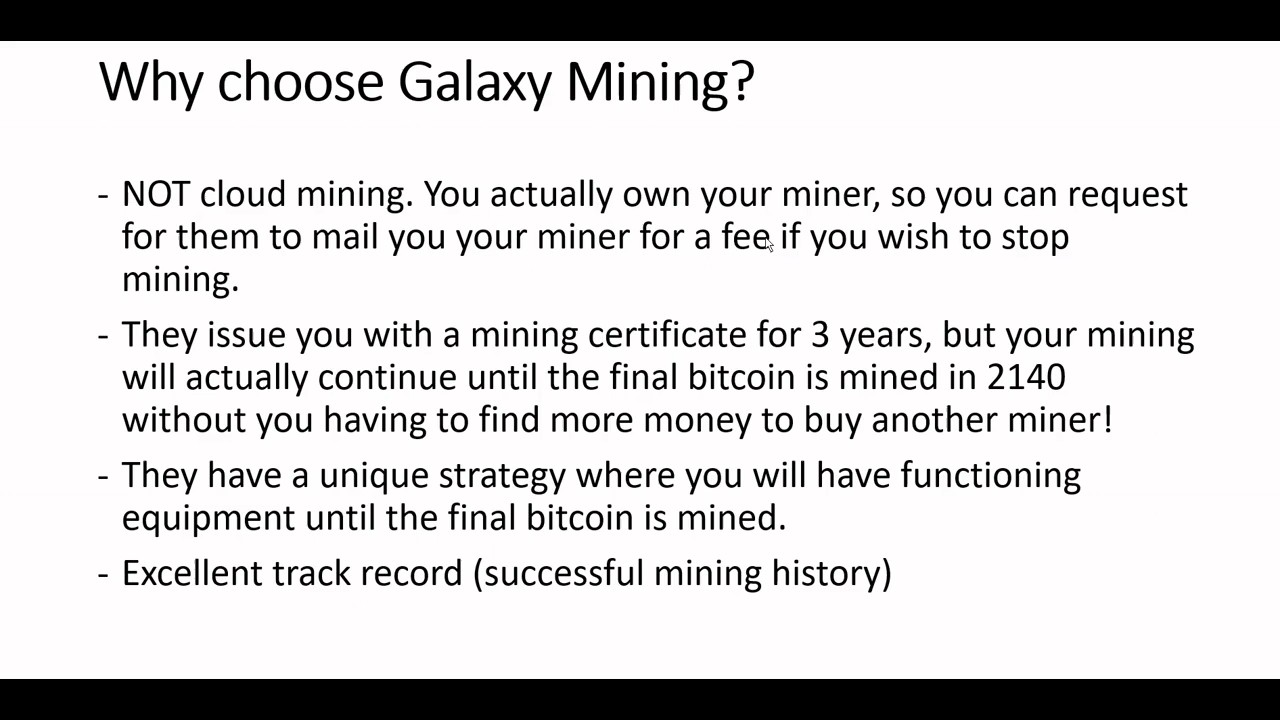 Why choose Galaxy Mining?
- NOT cloud mining. You actually own your miner, so you can request
for them to mail you your miner for a fee if you wish to stop
mining.
- They issue you with a mining certificate for 3 years, but your mining
will actually continue until the final bitcoin is mined in 2140
without you having to find more money to buy another miner!
- They have a unique strategy where you will have functioning
equipment until the final bitcoin is mined.
- Excellent track record (successful mining history)